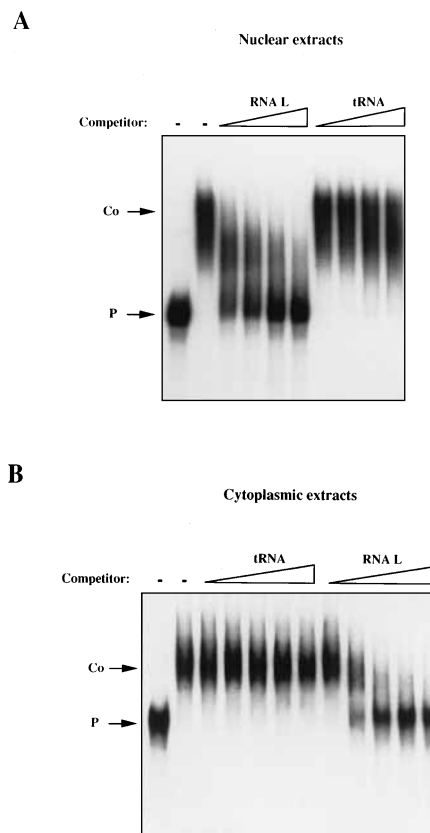 A
Nuclear extracts
RNA L tRNA
Competitor: - -
Co
P
B
Cytoplasmic extracts
tRNA RNA L
Competitor: - -
Co
P